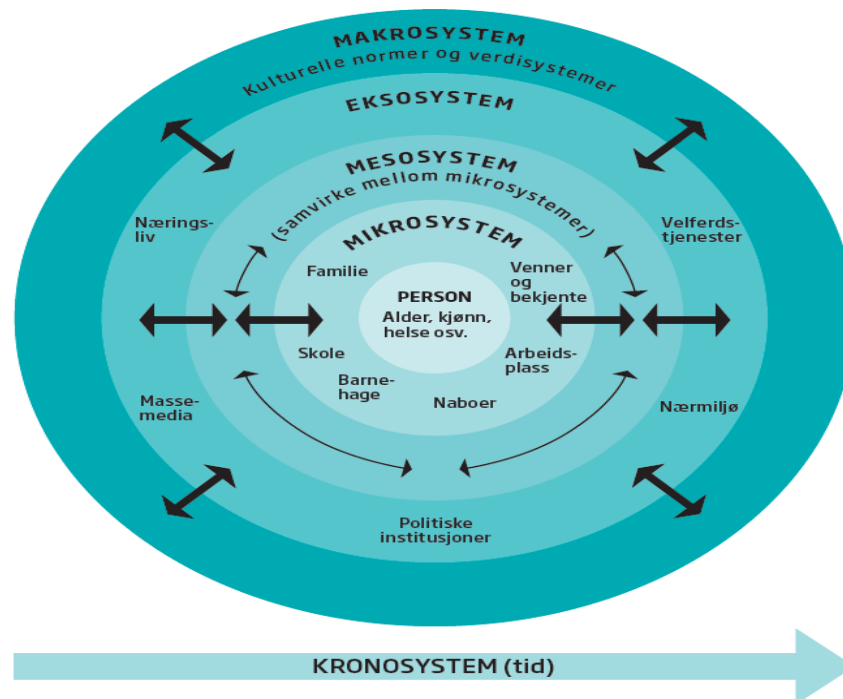 MAKROSYSTEM
Kulturelle normer og verdisystemer
EKSOSYSTEM
MESOSYSTEM
(samvirke mellom mikrosystemer)
MIKROSYSTEM
Nærings-
liv
Velferds-
tjenester
Familie
Venner
og
bekjente
PERSON
Alder, kjønn,
helse osv.
Skole
Arbeids-
plass
Barne-
hage
Naboer
Masse-
media
Nærmiljø
Politiske
institusjoner
KRONOSYSTEM (tid)